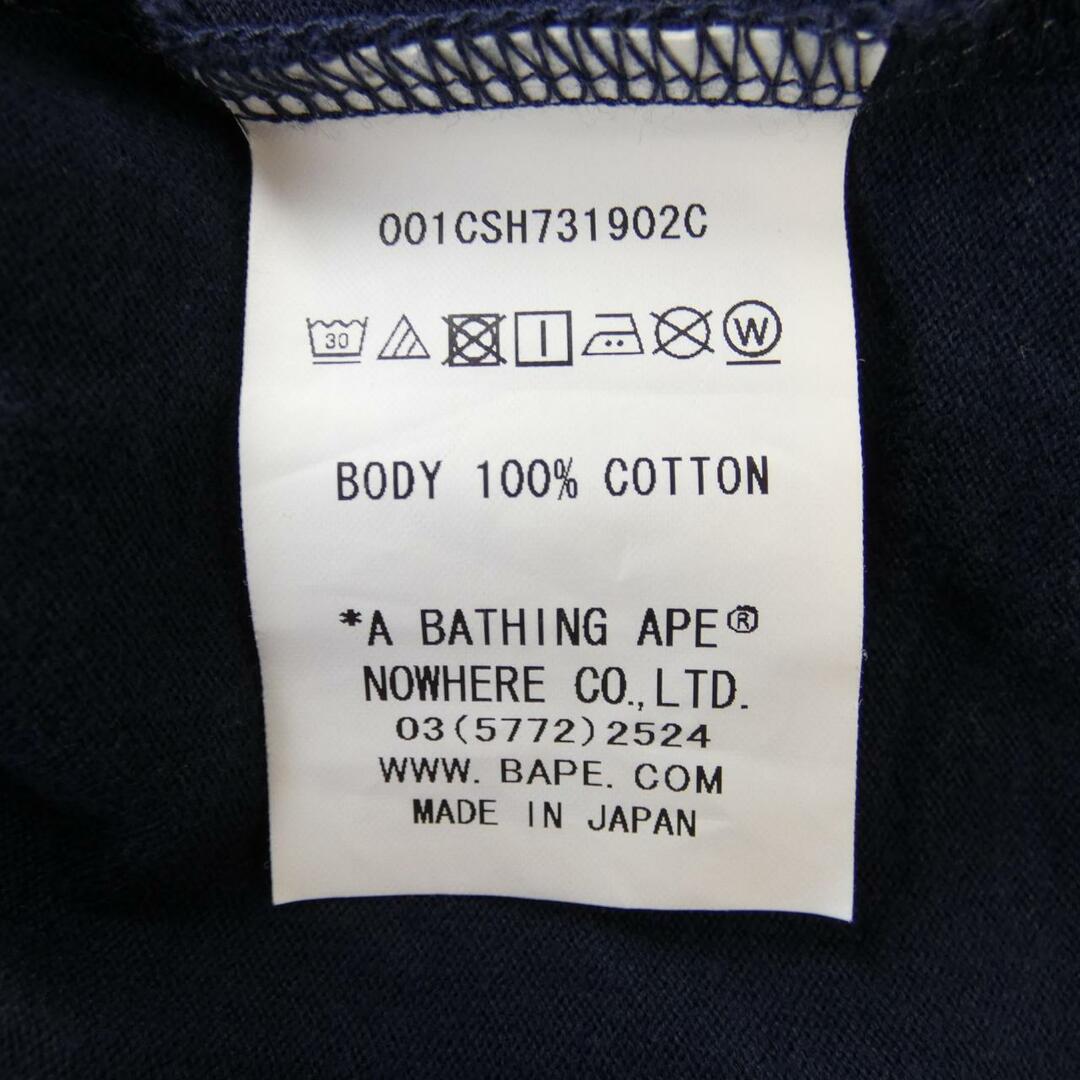 001CSH731902C
30 W
BODY 100% COTTON
*A BATHING APE®
NOWHERE CO.,LTD.
03(5772)2524
WWW. BAPE. COM
MADE IN JAPAN